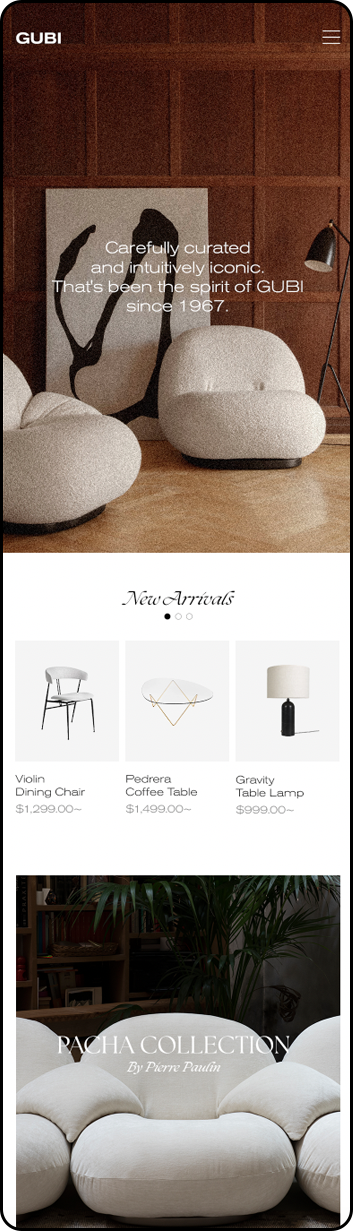 GUBI
Carefully curated
and intuitively iconic.
That's been the spirit of GUBI
since 1967.
New Arrivals
Violin
Dining Chair
$1,299.00~
Pedrera
Coffee Table
$1,499.00~
Gravity
Table Lamp
$999.00~
PACHA COLLECTION
By Pierre Paulin